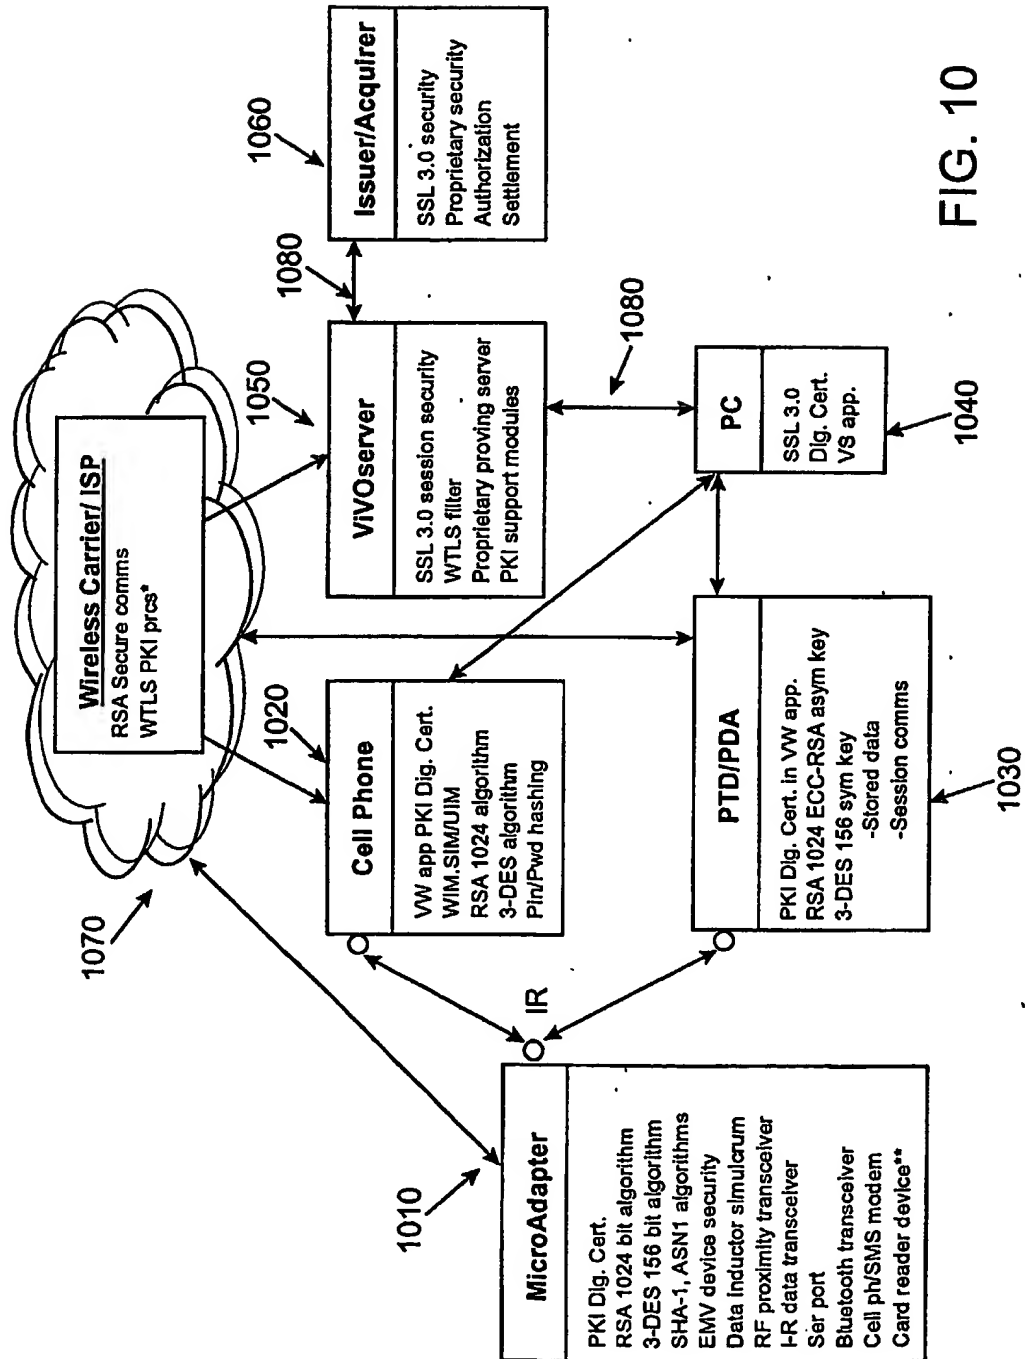 Wireless Carrier/ ISP
RSA Secure comms
WTLS PKI prcs*
1070
1050
ViVOserver
SSL 3.0 session security
WTLS filter
Proprietary proving server
PKI support modules
1080
1060
Issuer/Acquirer
SSL 3.0 security
Proprietary security
Authorization
Settlement
1020
Cell Phone
VW app PKI Dig. Cert.
WIM.SIM/UIM
RSA 1024 algorithm
3-DES algorithm
Pin/Pwd hashing
1080
PC
SSL 3.0
Dig. Cert.
VS app.
1040
1010
MicroAdapter
PKI Dig. Cert.
RSA 1024 bit algorithm
3-DES 156 bit algorithm
SHA-1, ASN1 algorithms
EMV device security
Data inductor simulcrum
RF proximity transceiver
I-R data transceiver
Ser port
Bluetooth transceiver
Cell ph/SMS modem
Card reader device**
IR
PTD/PDA
PKI Dig. Cert. in VW app.
RSA 1024 ECC-RSA asym key
3-DES 156 sym key
-Stored data
-Session comms
1030
FIG. 10